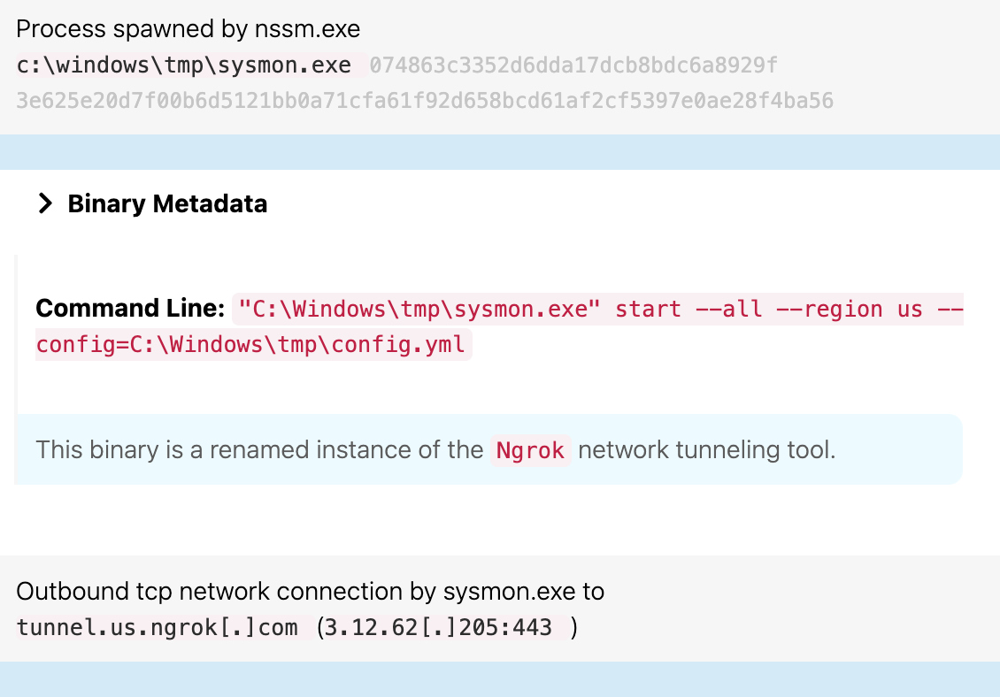 Process spawned by nssm.exe
c:\windows\tmp\sysmon.exe 074863c3352d6dda17dcb8bdc6a8929f
3e625e20d7f00b6d5121bb0a71cfa61f92d658bcd61af2cf5397e0ae28f4ba56
Binary Metadata
Command Line: "C:\Windows\tmp\sysmon.exe" start --all --region us --
config=C:\Windows\tmp\config.yml
This binary is a renamed instance of the Ngrok network tunneling tool.
Outbound tcp network connection by sysmon.exe to
tunnel.us.ngrok[.]com (3.12.62[.]205:443 )